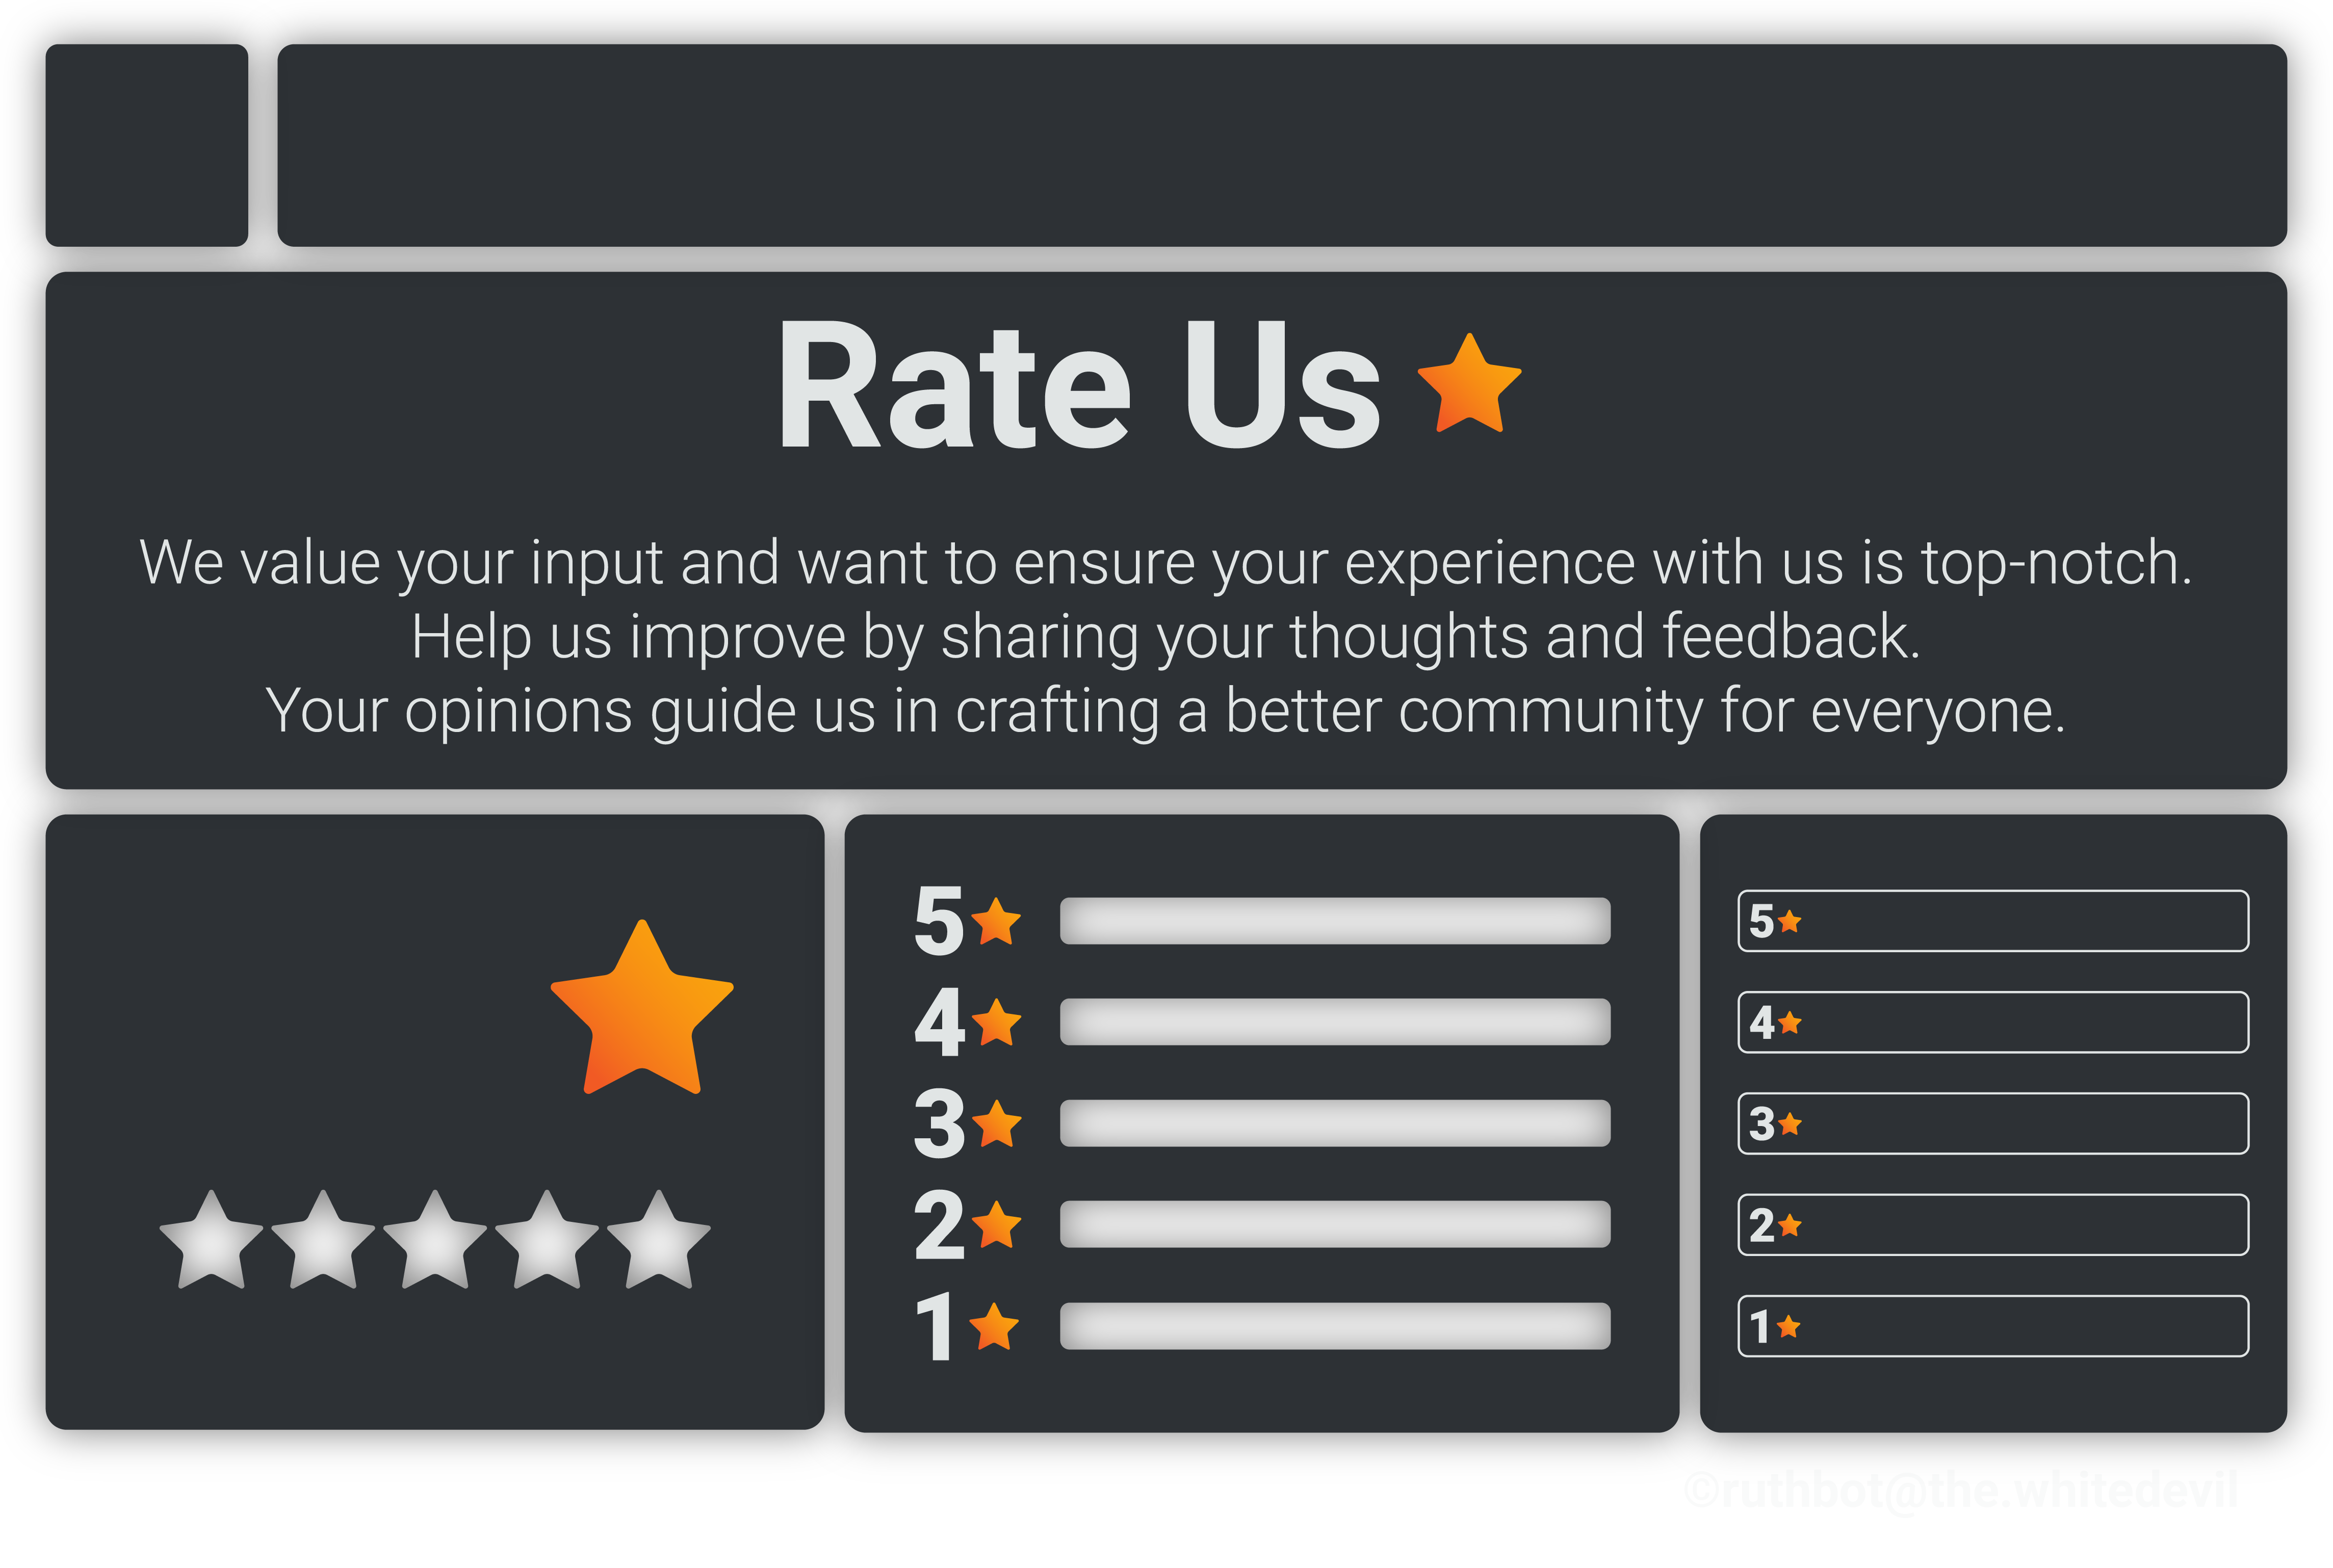 Rate Us
We value your input and want to ensure your experience with us is top-notch.
Help us improve by sharing your thoughts and feedback.
Your opinions guide us in crafting a better community for everyone.
5
4
3
2
1
5
4
3
2
1
©ruthbot@the.whitedevil